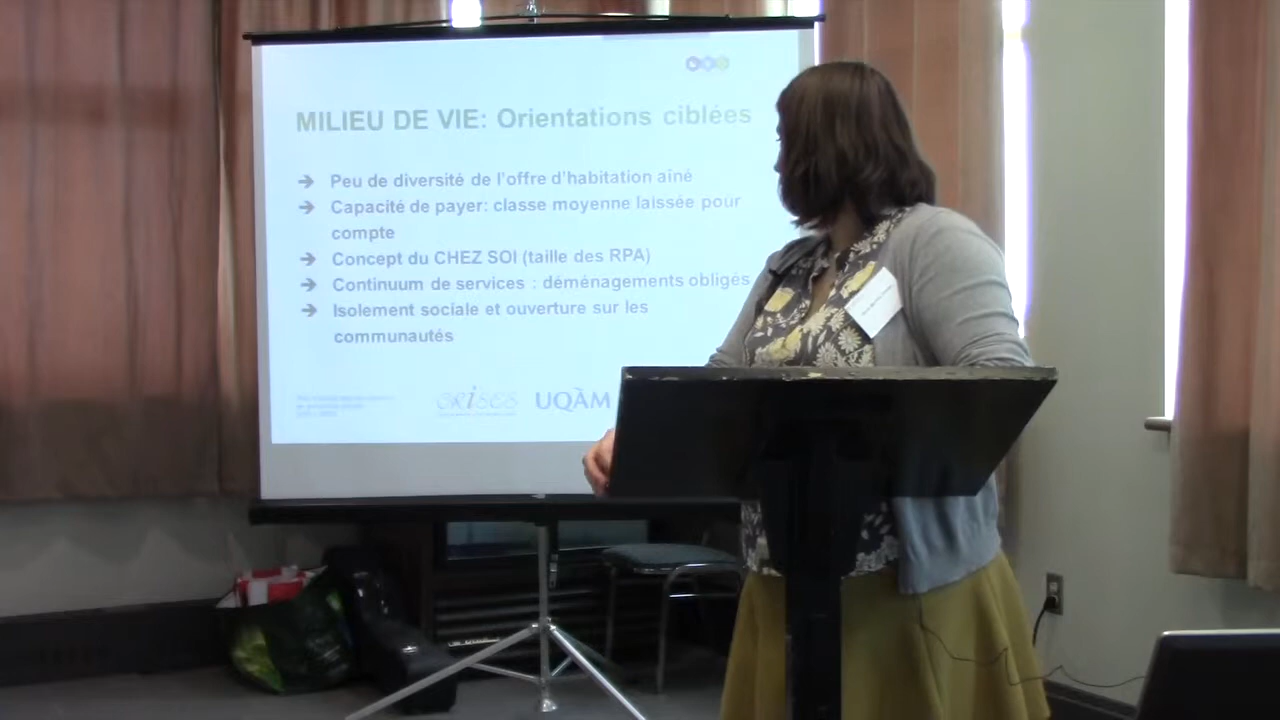 MILIEU DE VIE: Orientations ciblées
➔ Peu de diversité de l'offre d'habitation aîné
➔ Capacité de payer: classe moyenne laissée pour
compte
➔ Concept du CHEZ SOI (taille des RPA)
➔ Continuum de services : déménagements obligés
➔ Isolement sociale et ouverture sur les
communautés
crises UQÀM